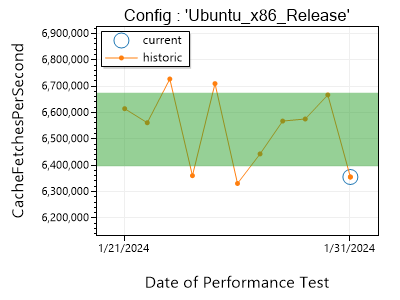 Config : 'Ubuntu_x86_Release'
6,900,000
6,800,000
6,700,000
6,600,000
6,500,000
6,400,000
6,300,000
6,200,000
current
historic
CacheFetchesPerSecond
1/21/2024
1/31/2024
Date of Performance Test